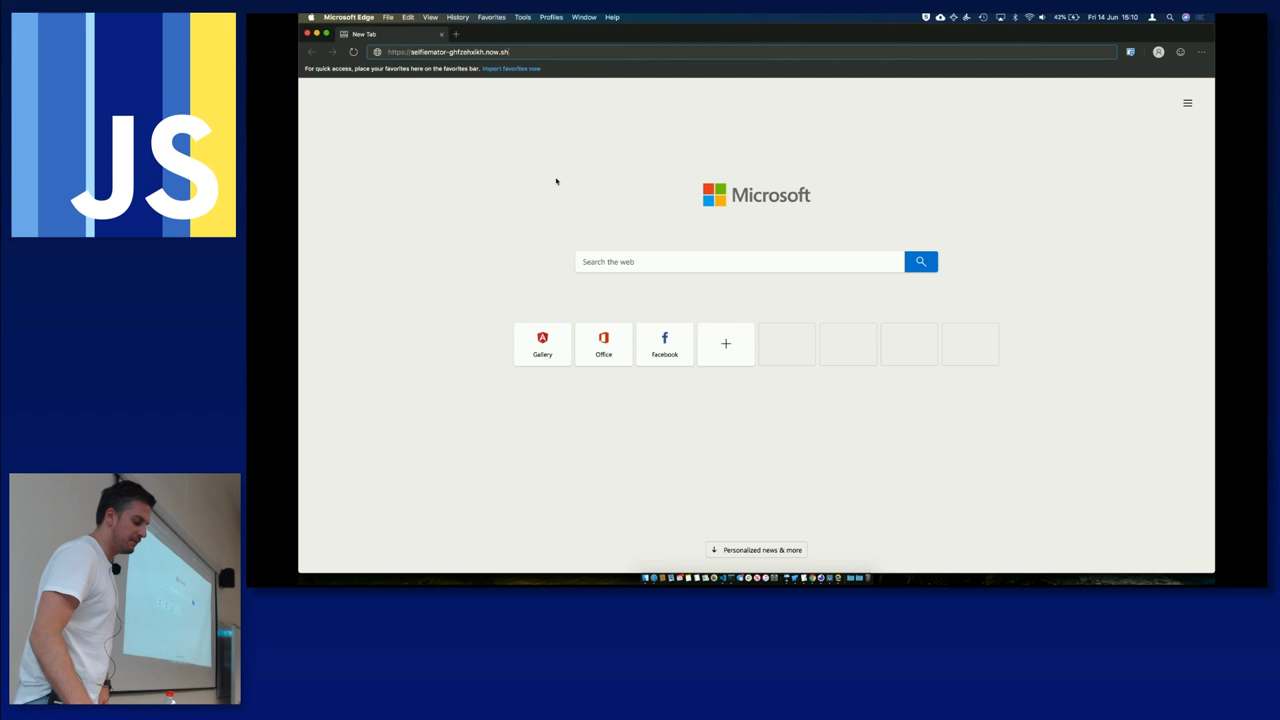 JS
Microsoft Edge File Edit View History Favorites Tools Profiles Window Help
43% Fri 14 Jun 15:10
New Tab
https://selfiemator-ghfzehxikh.now.sh
For quick access, place your favorites here on the favorites bar. Import favorites now
Microsoft
Search the web
Gallery Office Facebook
Personalized news & more